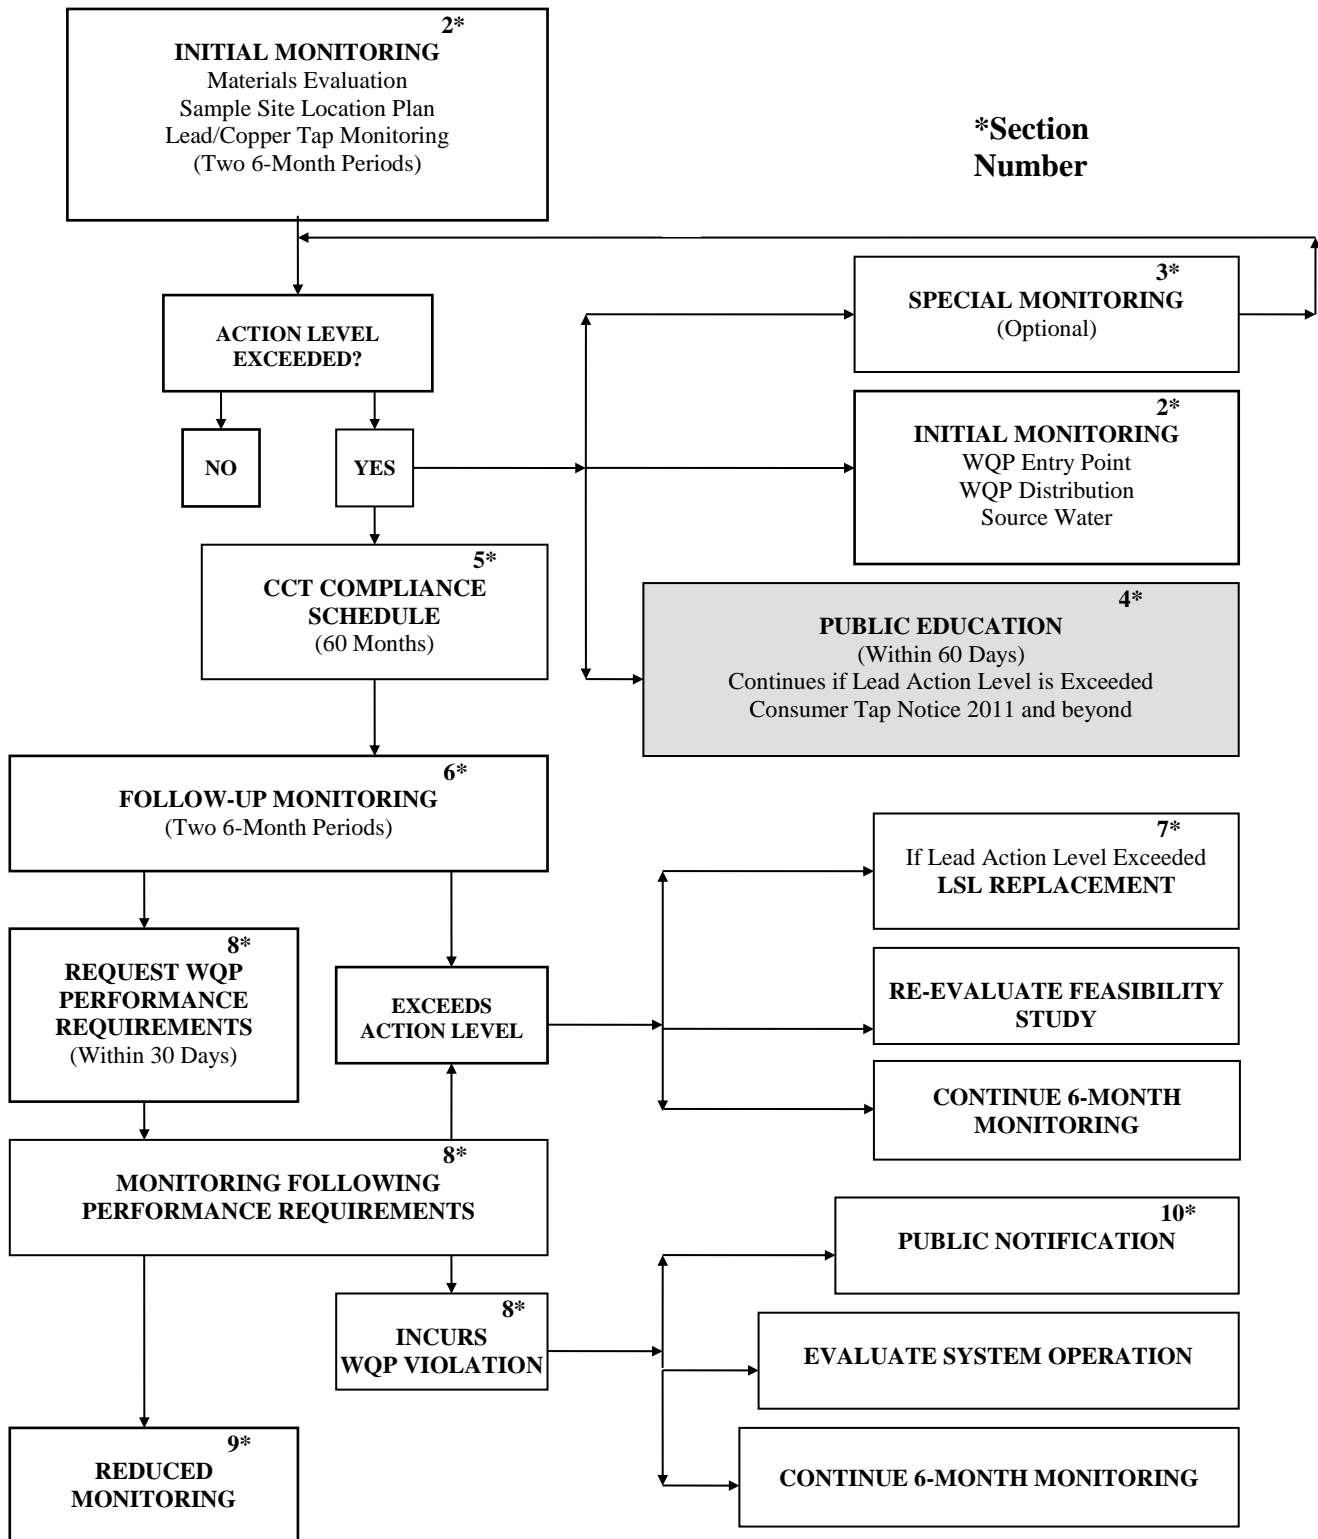 2*
INITIAL MONITORING
Materials Evaluation
Sample Site Location Plan
Lead/Copper Tap Monitoring
(Two 6-Month Periods)
*Section
Number
ACTION LEVEL
EXCEEDED?
NO
YES
3*
SPECIAL MONITORING
(Optional)
2*
INITIAL MONITORING
WQP Entry Point
WQP Distribution
Source Water
5*
CCT COMPLIANCE
SCHEDULE
(60 Months)
4*
PUBLIC EDUCATION
(Within 60 Days)
Continues if Lead Action Level is Exceeded
Consumer Tap Notice 2011 and beyond
6*
FOLLOW-UP MONITORING
(Two 6-Month Periods)
7*
If Lead Action Level Exceeded
LSL REPLACEMENT
8*
REQUEST WQP
PERFORMANCE
REQUIREMENTS
(Within 30 Days)
EXCEEDS
ACTION LEVEL
RE-EVALUATE FEASIBILITY
STUDY
CONTINUE 6-MONTH
MONITORING
8*
MONITORING FOLLOWING
PERFORMANCE REQUIREMENTS
10*
PUBLIC NOTIFICATION
8*
INCURS
WQP VIOLATION
EVALUATE SYSTEM OPERATION
9*
REDUCED
MONITORING
CONTINUE 6-MONTH MONITORING